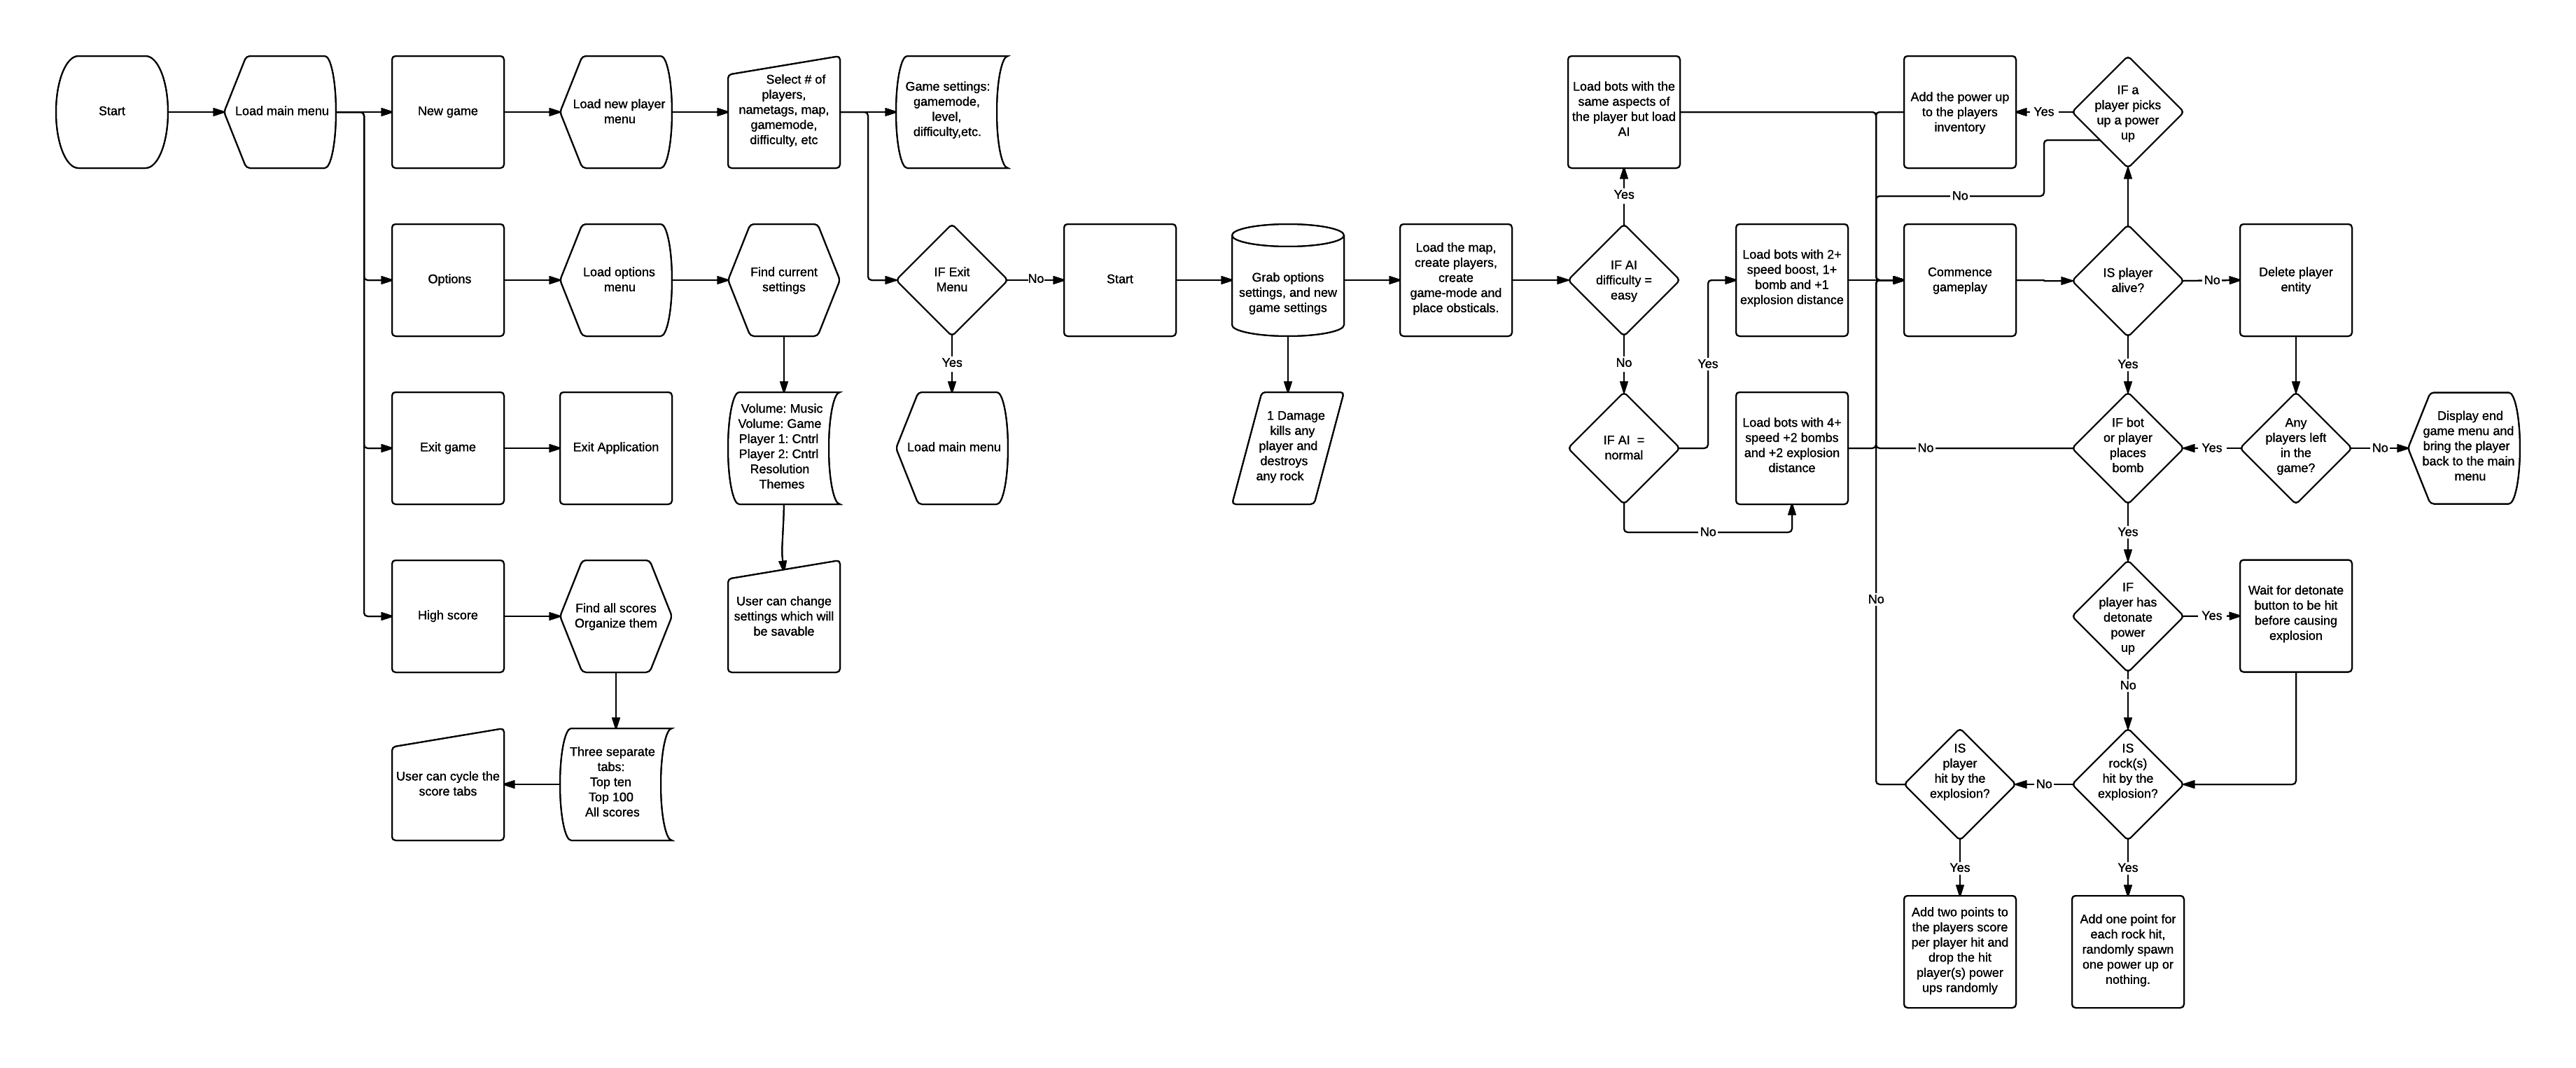 Start
Load main menu
New game
Load new player
menu
Select # of
players,
nametags, map,
gamemode,
difficulty, etc
Game settings:
gamemode,
level,
difficulty,etc.
Options
Load options
menu
Find current
settings
IF Exit
Menu
No
Start
Grab options
settings, and new
game settings
Load the map,
create players,
create
game-mode and
place obsticals.
IF AI
difficulty =
easy
Yes
Load bots with the
same aspects of
the player but load
AI
Yes
Load main menu
Exit game
Exit Application
Volume: Music
Volume: Game
Player 1: Cntrl
Player 2: Cntrl
Resolution
Themes
User can change
settings which will
be savable
High score
Find all scores
Organize them
Three separate
tabs:
Top ten
Top 100
All scores
User can cycle the
score tabs
1 Damage
kills any
player and
destroys
any rock
No
IF AI =
normal
Yes
Load bots with 2+
speed boost, 1+
bomb and +1
explosion distance
No
Load bots with 4+
speed +2 bombs
and +2 explosion
distance
Commence
gameplay
IS player
alive?
IF a
player picks
up a power
up
Yes
Add the power up
to the players
inventory
No
No
Delete player
entity
Any
players left
in the
game?
No
Display end
game menu and
bring the player
back to the main
menu
Yes
Yes
IF bot
or player
places
bomb
No
Yes
IF
player has
detonate
power
up
Yes
Wait for detonate
button to be hit
before causing
explosion
No
IS
rock(s)
hit by the
explosion?
No
IS
player
hit by the
explosion?
No
Yes
Add two points to
the players score
per player hit and
drop the hit
player(s) power
ups randomly
Yes
Add one point for
each rock hit,
randomly spawn
one power up or
nothing.